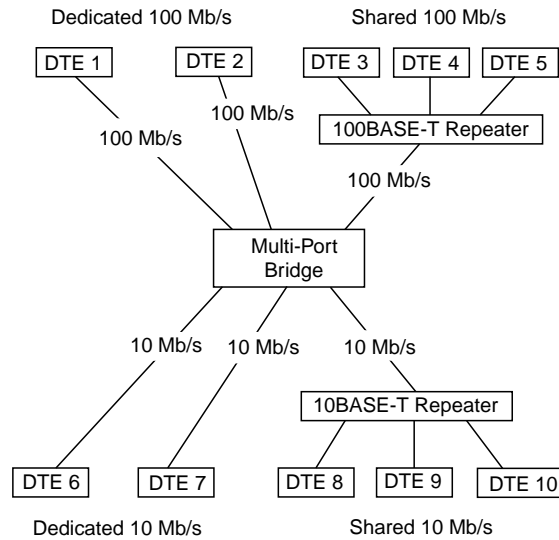 Dedicated 100 Mb/s
Shared 100 Mb/s
DTE 1
DTE 2
DTE 3
DTE 4
DTE 5
100 Mb/s
100 Mb/s
100BASE-T Repeater
100 Mb/s
Multi-Port
Bridge
10 Mb/s
10 Mb/s
10 Mb/s
10BASE-T Repeater
DTE 6
DTE 7
DTE 8
DTE 9
DTE 10
Dedicated 10 Mb/s
Shared 10 Mb/s